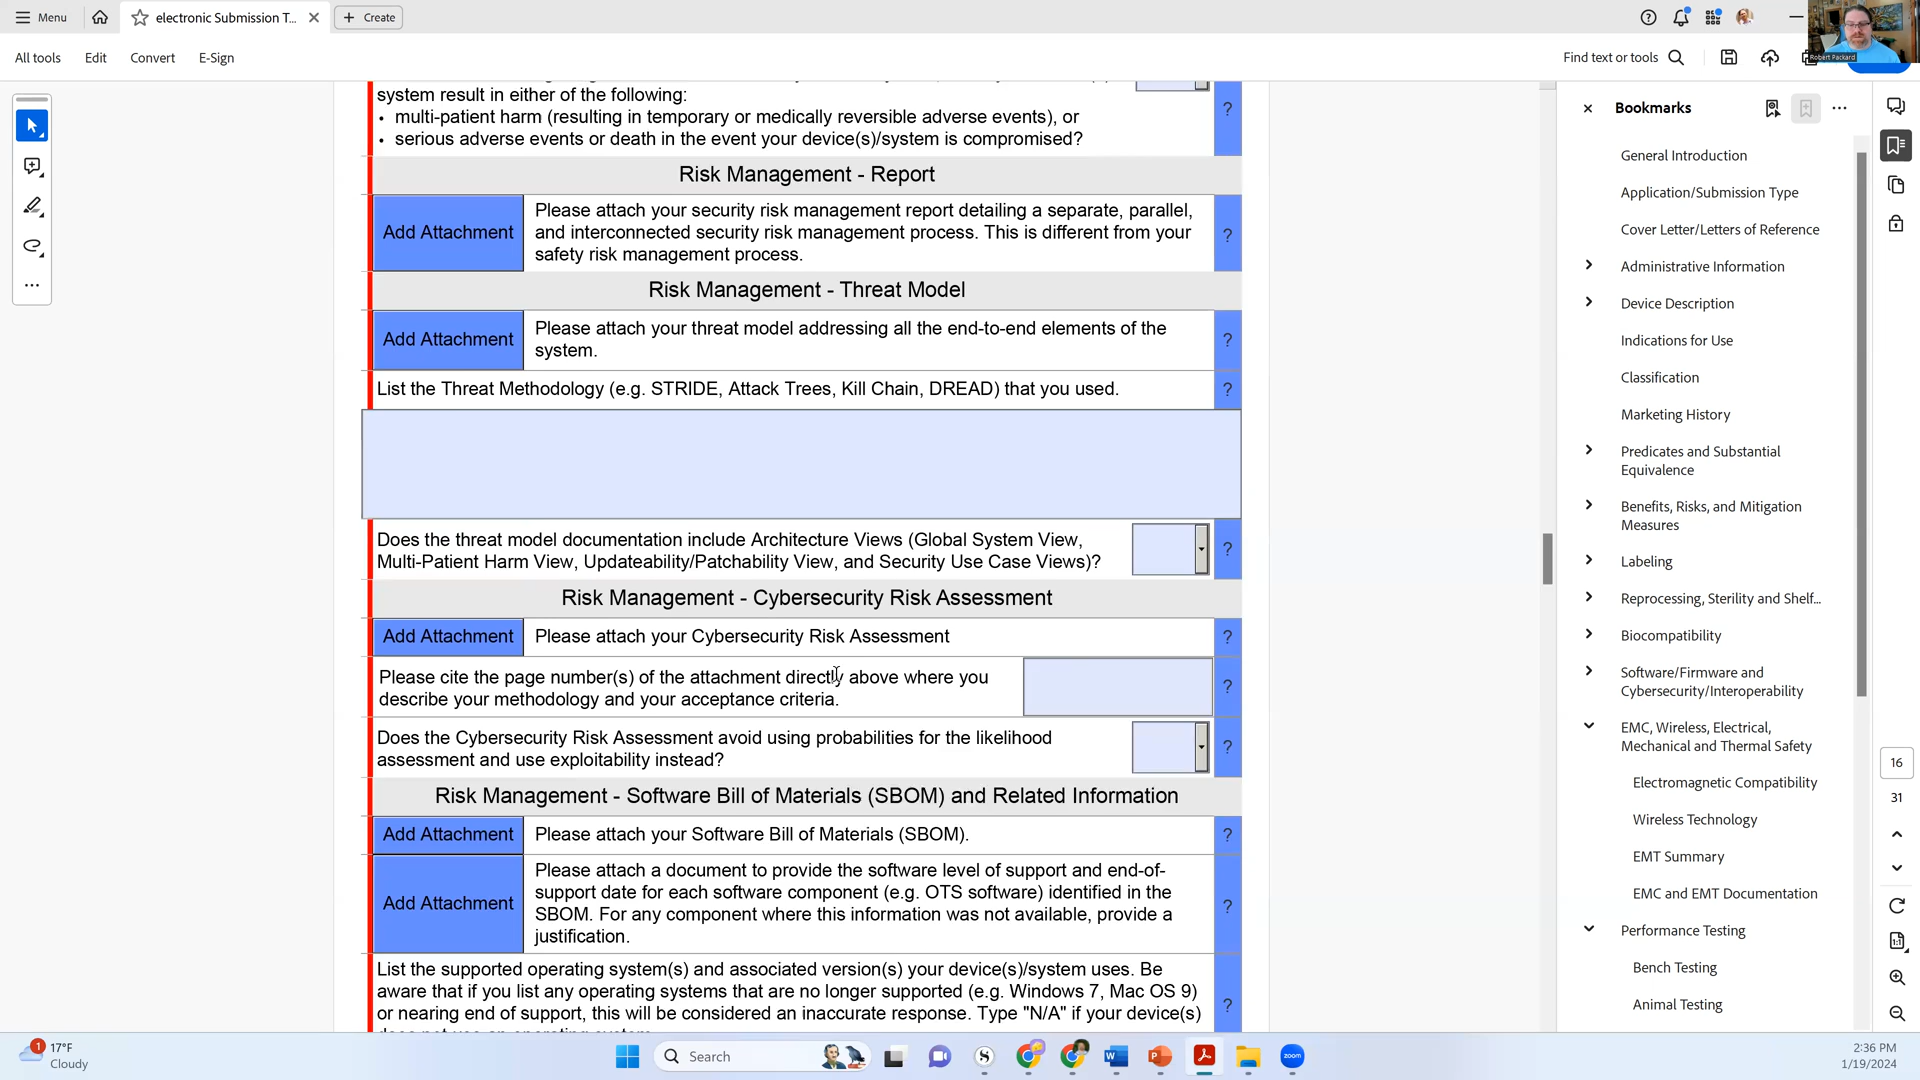 Menu
electronic Submission T...
Create
All tools
Edit
Convert
E-Sign
Find text or tools
Robert Packard
system result in either of the following:
• multi-patient harm (resulting in temporary or medically reversible adverse events), or
• serious adverse events or death in the event your device(s)/system is compromised?
?
Risk Management - Report
Add Attachment
Please attach your security risk management report detailing a separate, parallel,
and interconnected security risk management process. This is different from your
safety risk management process.
?
Risk Management - Threat Model
Add Attachment
Please attach your threat model addressing all the end-to-end elements of the
system.
?
List the Threat Methodology (e.g. STRIDE, Attack Trees, Kill Chain, DREAD) that you used.
?
Does the threat model documentation include Architecture Views (Global System View,
Multi-Patient Harm View, Updateability/Patchability View, and Security Use Case Views)?
?
Risk Management - Cybersecurity Risk Assessment
Add Attachment
Please attach your Cybersecurity Risk Assessment
?
Please cite the page number(s) of the attachment directly above where you
describe your methodology and your acceptance criteria.
?
Does the Cybersecurity Risk Assessment avoid using probabilities for the likelihood
assessment and use exploitability instead?
?
Risk Management - Software Bill of Materials (SBOM) and Related Information
Add Attachment
Please attach your Software Bill of Materials (SBOM).
?
Add Attachment
Please attach a document to provide the software level of support and end-of-
support date for each software component (e.g. OTS software) identified in the
SBOM. For any component where this information was not available, provide a
justification.
?
List the supported operating system(s) and associated version(s) your device(s)/system uses. Be
aware that if you list any operating systems that are no longer supported (e.g. Windows 7, Mac OS 9)
or nearing end of support, this will be considered an inaccurate response. Type "N/A" if your device(s)
?
Bookmarks
General Introduction
Application/Submission Type
Cover Letter/Letters of Reference
Administrative Information
Device Description
Indications for Use
Classification
Marketing History
Predicates and Substantial
Equivalence
Benefits, Risks, and Mitigation
Measures
Labeling
Reprocessing, Sterility and Shelf...
Biocompatibility
Software/Firmware and
Cybersecurity/Interoperability
EMC, Wireless, Electrical,
Mechanical and Thermal Safety
Electromagnetic Compatibility
Wireless Technology
EMT Summary
EMC and EMT Documentation
Performance Testing
Bench Testing
Animal Testing
16
31
1:1
1
17°F
Cloudy
Search
zoom
2:36 PM
1/19/2024